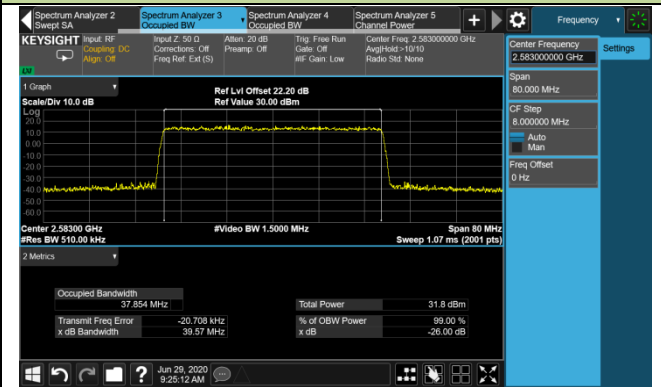 Spectrum Analyzer 2
Swept SA
Spectrum Analyzer 3
Occupied BW
Spectrum Analyzer 4
Occupied BW
Spectrum Analyzer 5
Channel Power
Frequency
KEYSIGHT
Input: RF
Coupling: DC
Align: Off
Input Z: 50 Ω
Corrections: Off
Freq Ref: Ext (S)
Atten: 20 dB
Preamp: Off
Trig: Free Run
Gate: Off
#IF Gain: Low
Center Freq: 2.583000000 GHz
Avg|Hold:>10/10
Radio Std: None
LV
Center Frequency
2.583000000 GHz
Settings
Span
80.000 MHz
CF Step
8.000000 MHz
Auto
Man
Freq Offset
0 Hz
1 Graph
Scale/Div 10.0 dB
Ref Lvl Offset 22.20 dB
Ref Value 30.00 dBm
Log
20.0
10.0
0.00
-10.0
-20.0
-30.0
-40.0
-50.0
-60.0
Center 2.58300 GHz
#Res BW 510.00 kHz
#Video BW 1.5000 MHz
Span 80 MHz
Sweep 1.07 ms (2001 pts)
2 Metrics
Occupied Bandwidth
37.854 MHz
Total Power 31.8 dBm
Transmit Freq Error -20.708 kHz % of OBW Power 99.00 %
x dB Bandwidth 39.57 MHz x dB -26.00 dB
Jun 29, 2020
9:25:12 AM